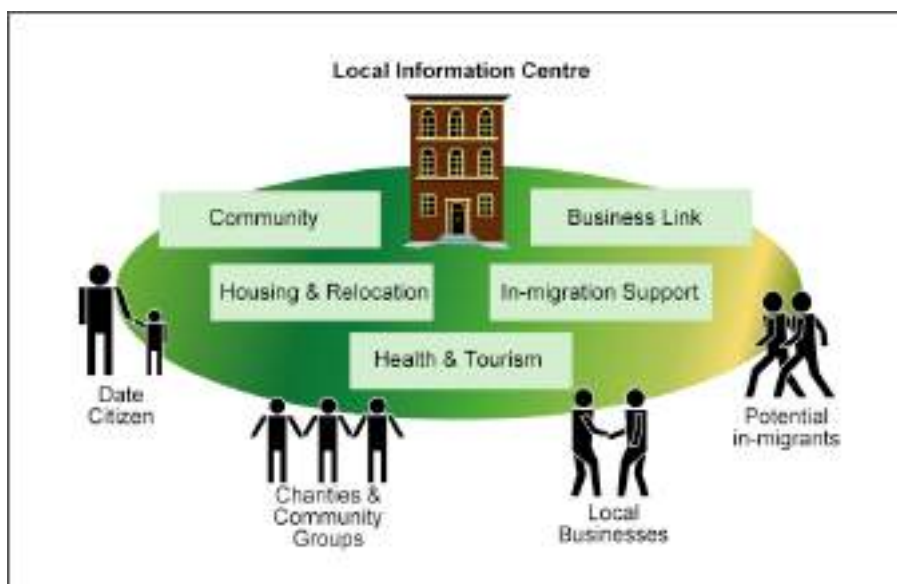 Local Information Centre
Community
Business Link
Housing & Relocation
In-migration Support
Health & Tourism
Date
Citizen
Charities &
Community
Groups
Local
Businesses
Potential
in-migrants